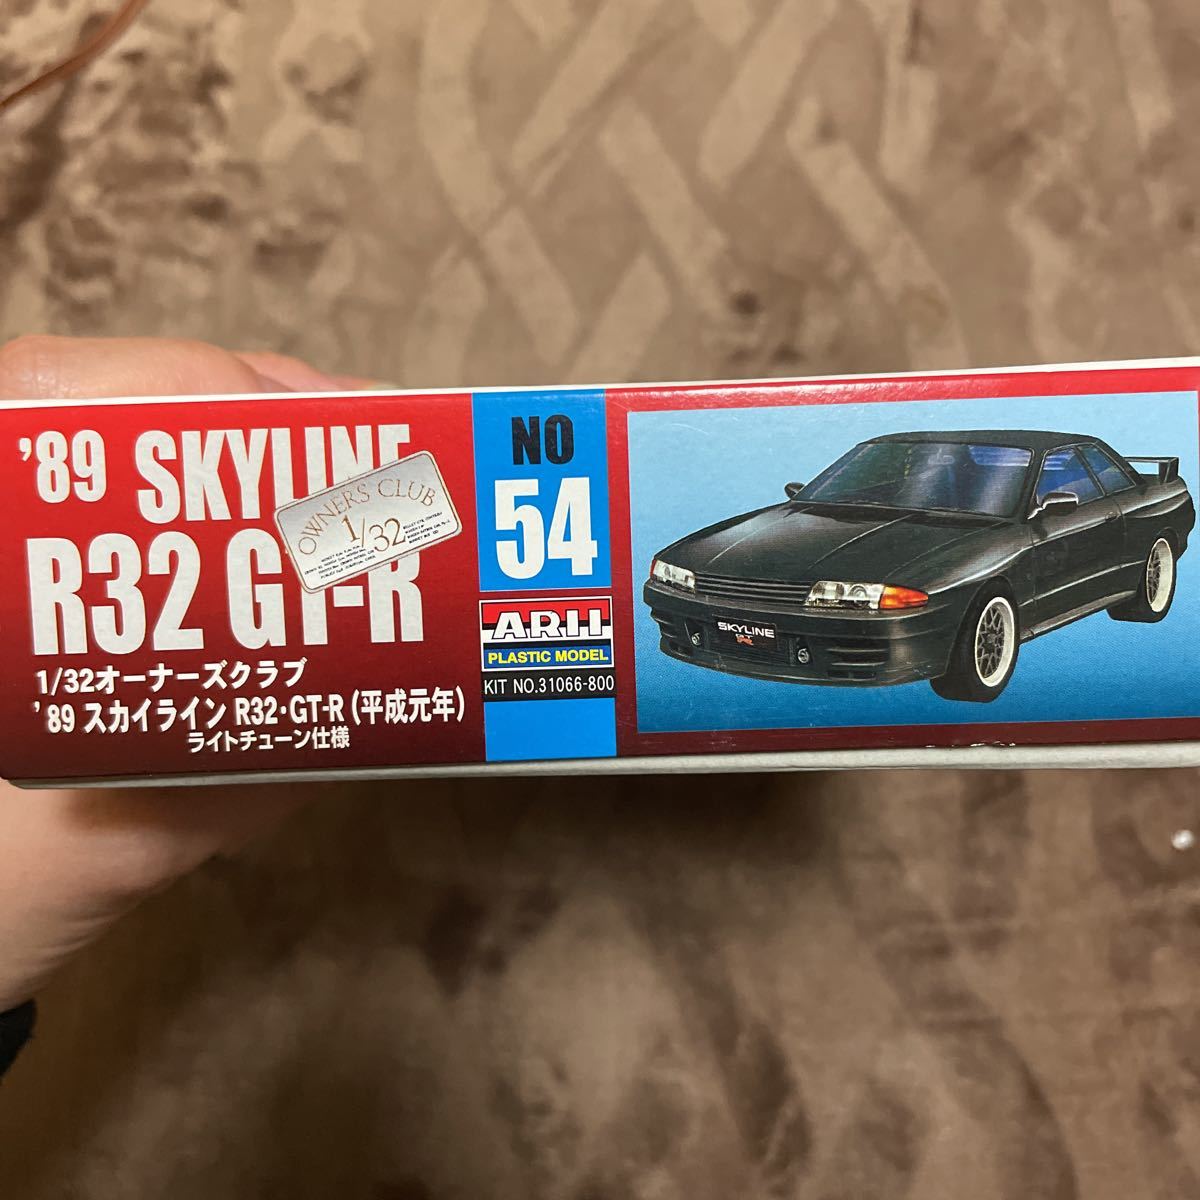 '89 SKYLINE
R32 GT-R
OWNERS CLUB
1/32
1/32オーナーズクラブ
'89 スカイライン R32・GT-R (平成元年)
ライトチューン仕様
NO
54
ARII
PLASTIC MODEL
KIT NO.31066-800
SKYLINE
GT-R